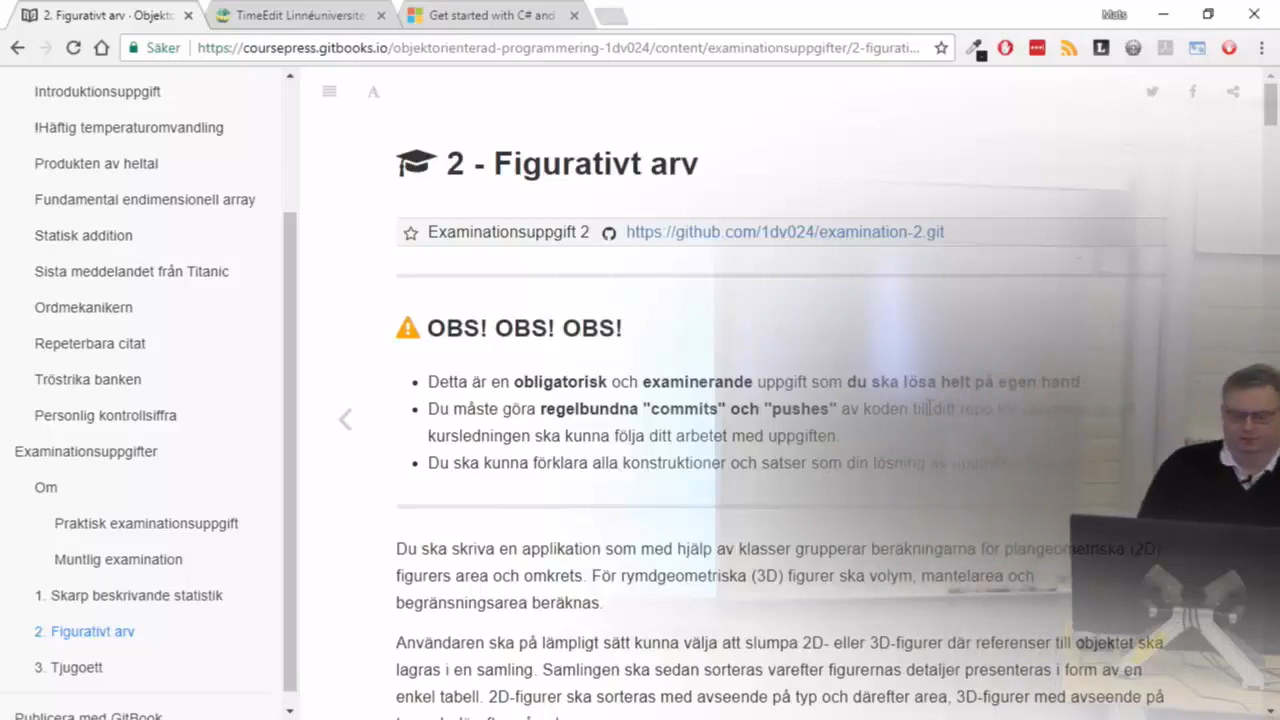 2. Figurativt arv - Objekto
TimeEdit Linnéuniversite
Get started with C# and
Mats
Säker
https://coursepress.gitbooks.io/objektorienterad-programmering-1dv024/content/examinationsuppgifter/2-figurati...
Introduktionsuppgift
!Häftig temperaturomvandling
Produkten av heltal
Fundamental endimensionell array
Statisk addition
Sista meddelandet från Titanic
Ordmekanikern
Repeterbara citat
Tröstrika banken
Personlig kontrollsiffra
Examinationsuppgifter
Om
Praktisk examinationsuppgift
Muntlig examination
1. Skarp beskrivande statistik
2. Figurativt arv
3. Tjugoett
Publicera med GitBook
A
2 - Figurativt arv
Examinationsuppgift 2 https://github.com/1dv024/examination-2.git
OBS! OBS! OBS!
• Detta är en obligatorisk och examinerande uppgift som du ska lösa helt på egen hand!
• Du måste göra regelbundna "commits" och "pushes" av koden till ditt repo för
kursledningen ska kunna följa ditt arbetet med uppgiften.
• Du ska kunna förklara alla konstruktioner och satser som din lösning av
Du ska skriva en applikation som med hjälp av klasser grupperar beräkningarna för plangeometriska (2D)
figurers area och omkrets. För rymdgeometriska (3D) figurer ska volym, mantelarea och
begränsningsarea beräknas.
Användaren ska på lämpligt sätt kunna välja att slumpa 2D- eller 3D-figurer där referenser till objektet ska
lagras i en samling. Samlingen ska sedan sorteras varefter figurernas detaljer presenteras i form av en
enkel tabell. 2D-figurer ska sorteras med avseende på typ och därefter area, 3D-figurer med avseende på